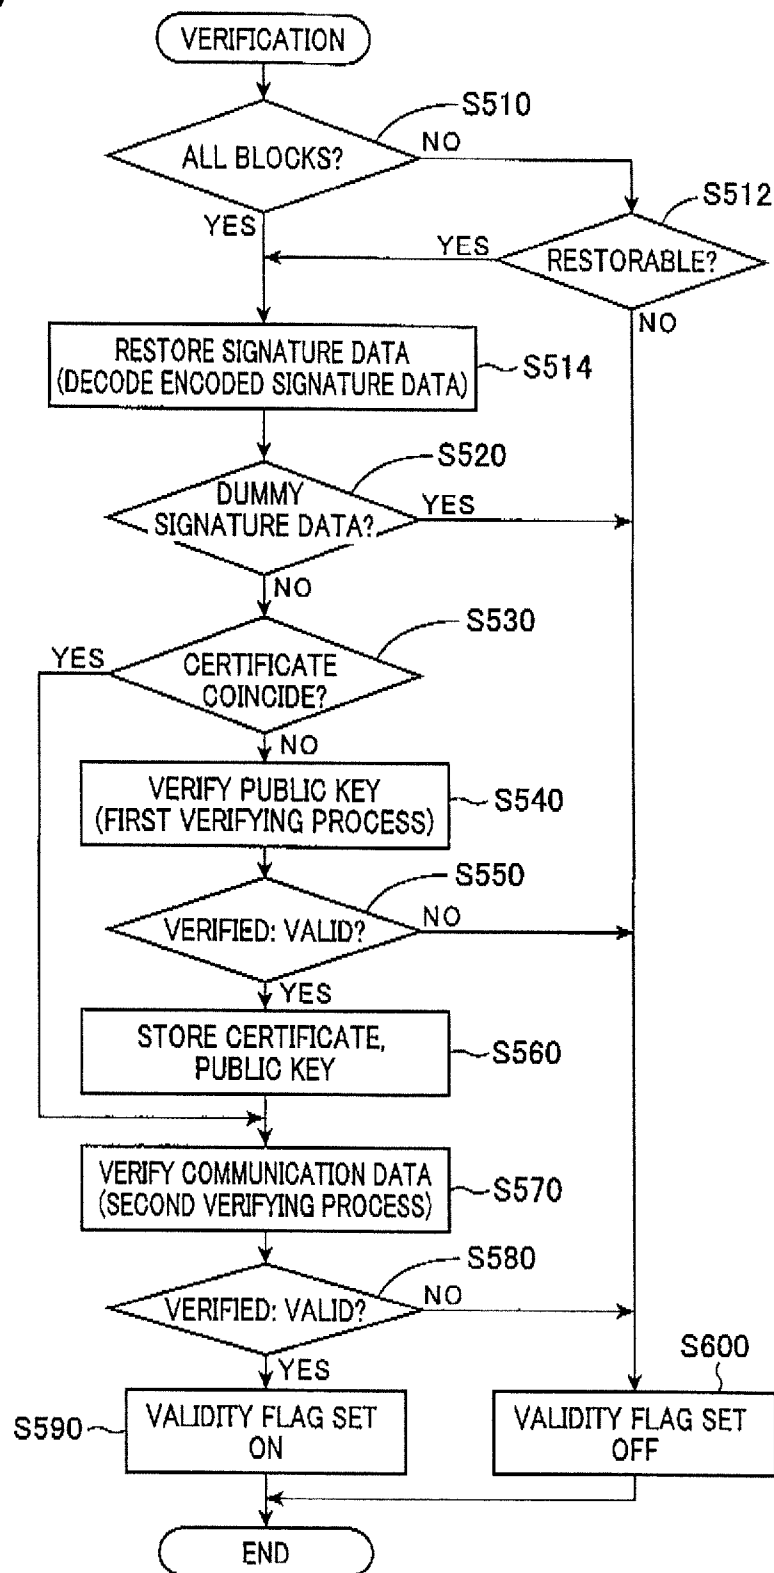 VERIFICATION
S510
ALL BLOCKS?
NO
S512
YES
YES
RESTORABLE?
NO
RESTORE SIGNATURE DATA
(DECODE ENCODED SIGNATURE DATA)
S514
S520
DUMMY
SIGNATURE DATA?
YES
NO
S530
YES
CERTIFICATE
COINCIDE?
NO
VERIFY PUBLIC KEY
(FIRST VERIFYING PROCESS)
S540
S550
VERIFIED: VALID?
NO
YES
STORE CERTIFICATE,
PUBLIC KEY
S560
VERIFY COMMUNICATION DATA
(SECOND VERIFYING PROCESS)
S570
S580
VERIFIED: VALID?
NO
YES
S600
S590
VALIDITY FLAG SET
ON
VALIDITY FLAG SET
OFF
END